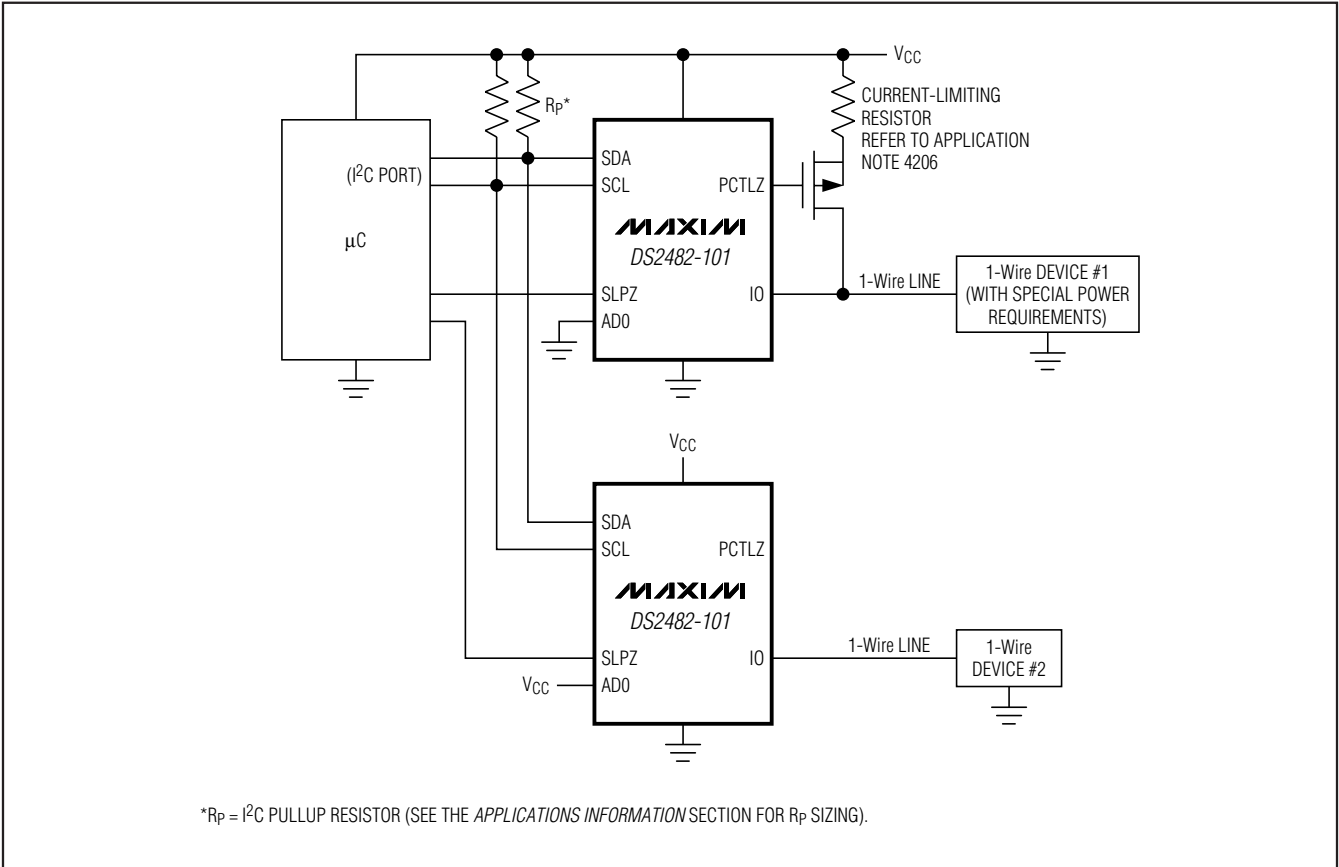 VCC
RP*
CURRENT-LIMITING
RESISTOR
REFER TO APPLICATION
NOTE 4206
(I2C PORT)
µC
SDA
SCL
PCTLZ
MAXIM
DS2482-101
SLPZ
AD0
IO
1-Wire LINE
1-Wire DEVICE #1
(WITH SPECIAL POWER
REQUIREMENTS)
VCC
SDA
SCL
PCTLZ
MAXIM
DS2482-101
SLPZ
VCC
AD0
IO
1-Wire LINE
1-Wire
DEVICE #2
*RP = I2C PULLUP RESISTOR (SEE THE APPLICATIONS INFORMATION SECTION FOR RP SIZING).